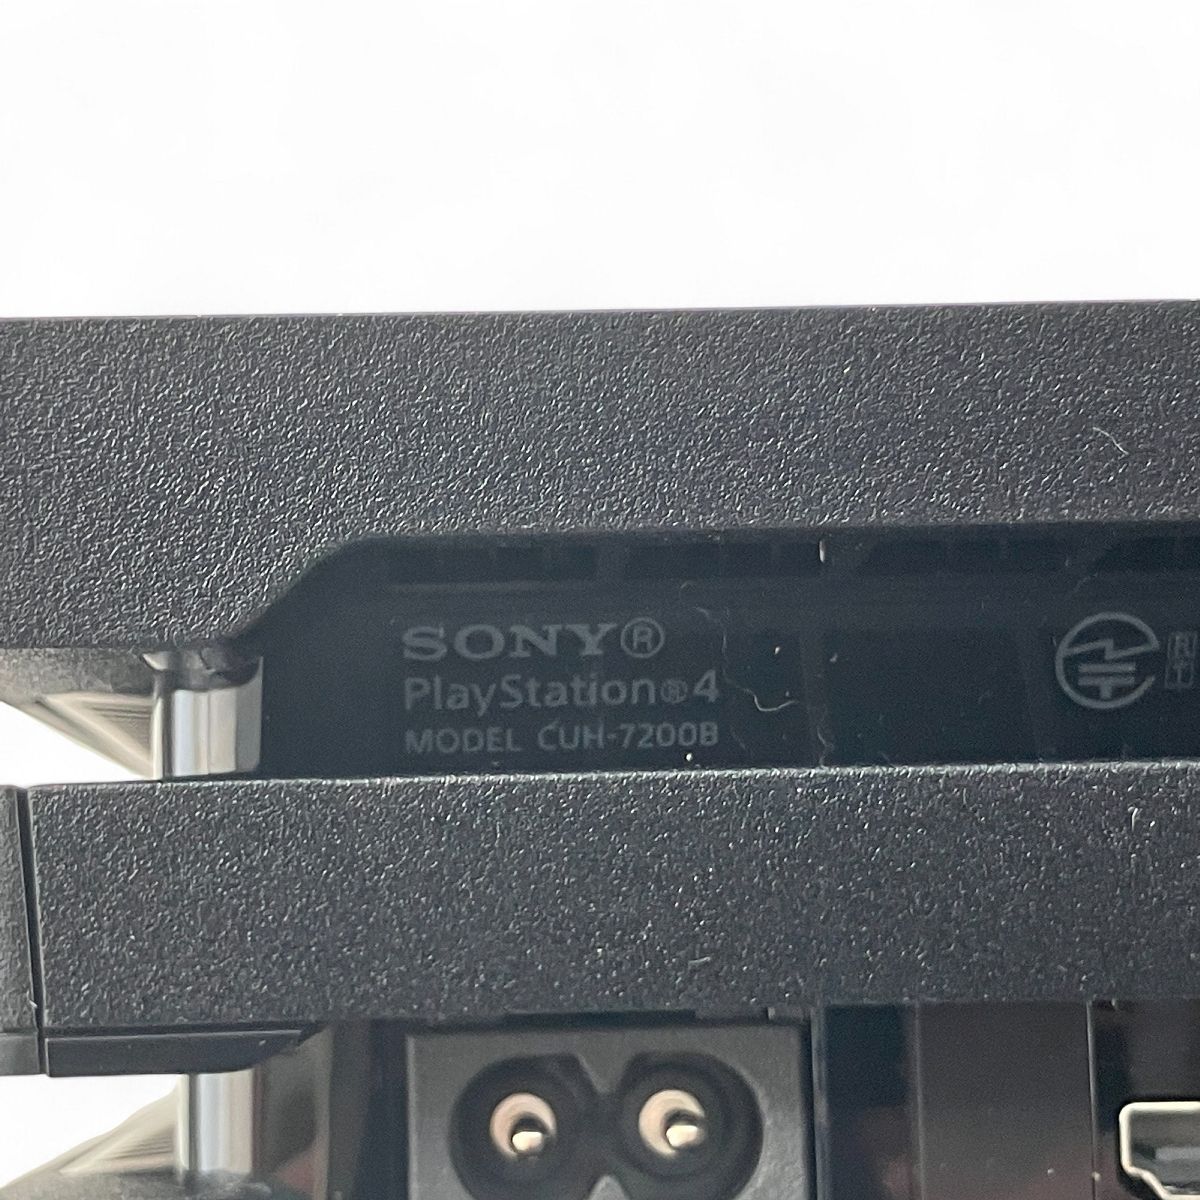 SONY®
PlayStation®4
MODEL CUH-7200B